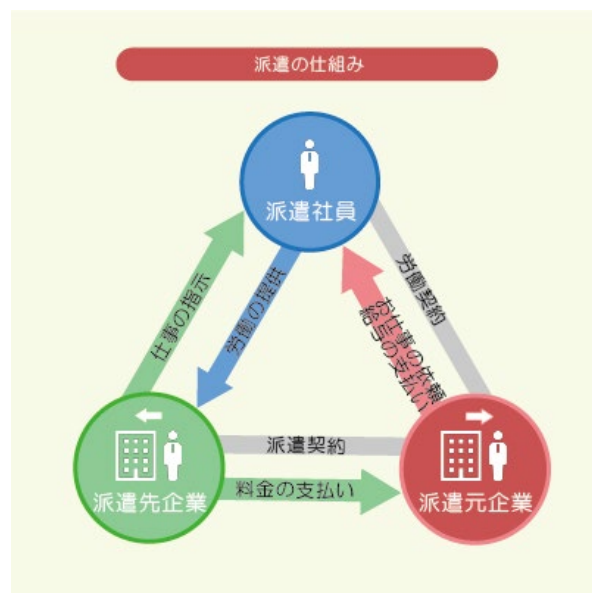 派遣の仕組み
派遣社員
仕事の指示
労働の提供
お仕事の依頼
給与の支払い
労働契約
派遣契約
料金の支払い
派遣先企業
派遣元企業